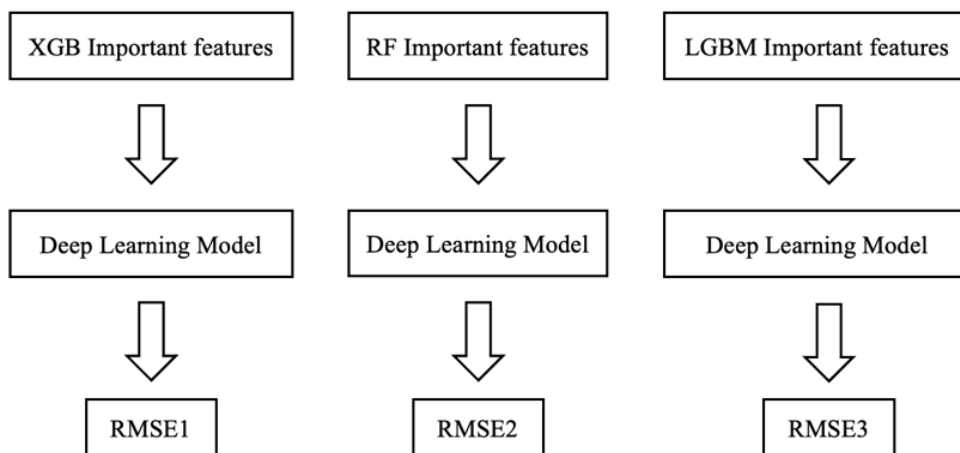 XGB Important features
RF Important features
LGBM Important features
Deep Learning Model
Deep Learning Model
Deep Learning Model
RMSE1
RMSE2
RMSE3